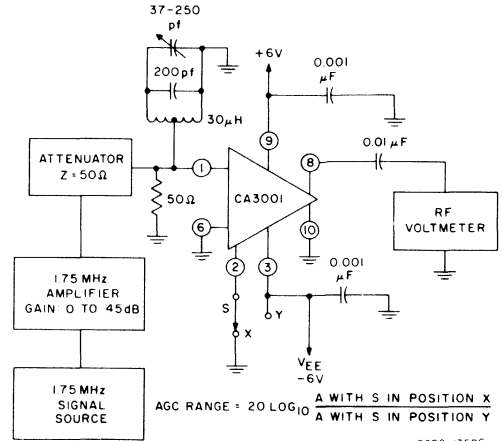 37-250
pf
200pf
30μH
+6V
0.001
μF
9
ATTENUATOR
Z = 50Ω
50Ω
1
CA3001
8
0.01 μF
6
10
RF
VOLTMETER
2
3
0.001
μF
S
X
Y
1.75 MHz
AMPLIFIER
GAIN: 0 TO 45dB
VEE
-6V
1.75MHz
SIGNAL
SOURCE
AGC RANGE = 20 LOG10 A WITH S IN POSITION X
A WITH S IN POSITION Y